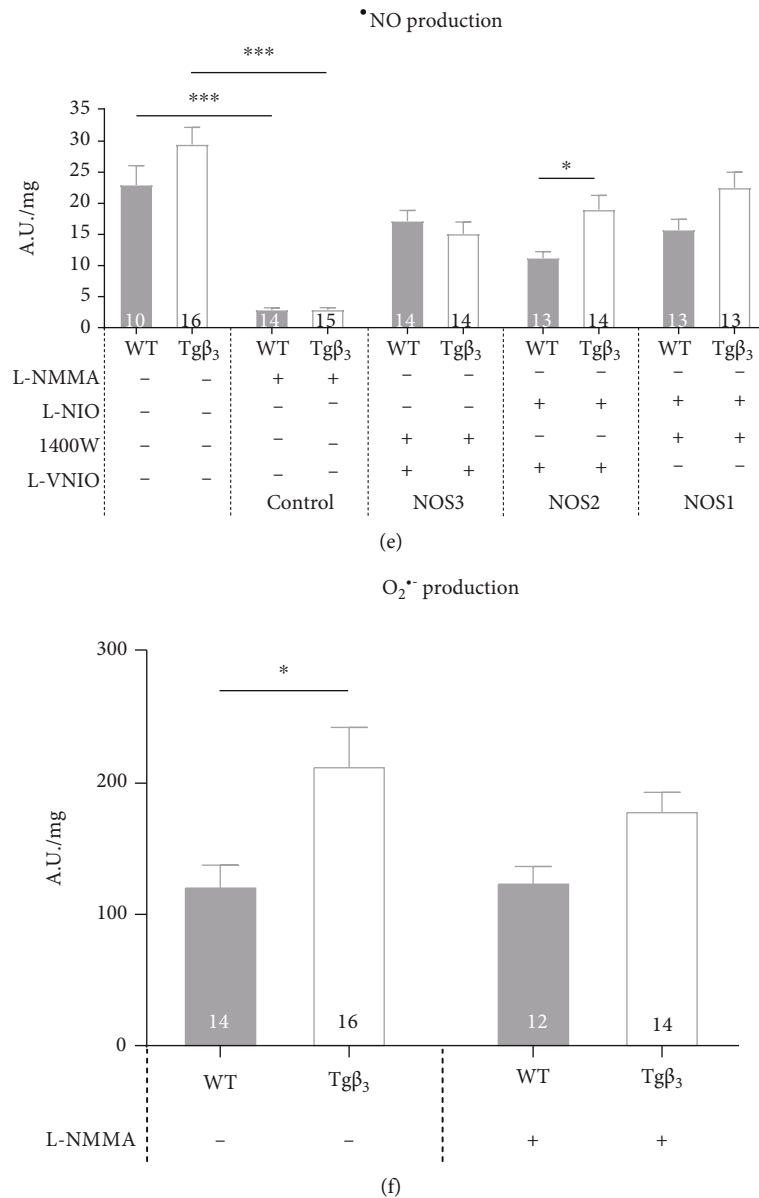 •NO production
***
***
*
35
30
25
20
15
10
5
0
A.U./mg
10 16 14 15 14 14 13 14 13 13
WT Tgβ₃ WT Tgβ₃ WT Tgβ₃ WT Tgβ₃ WT Tgβ₃
L-NMMA – – + + – – – – – –
L-NIO – – – – – – + + + +
1400W – – – – + + – – + +
L-VNIO – – – – + + + + – –
Control NOS3 NOS2 NOS1
(e)
O₂•- production
300
*
200
A.U./mg
100
14 16 12 14
0
WT Tgβ₃ WT Tgβ₃
L-NMMA – – + +
(f)